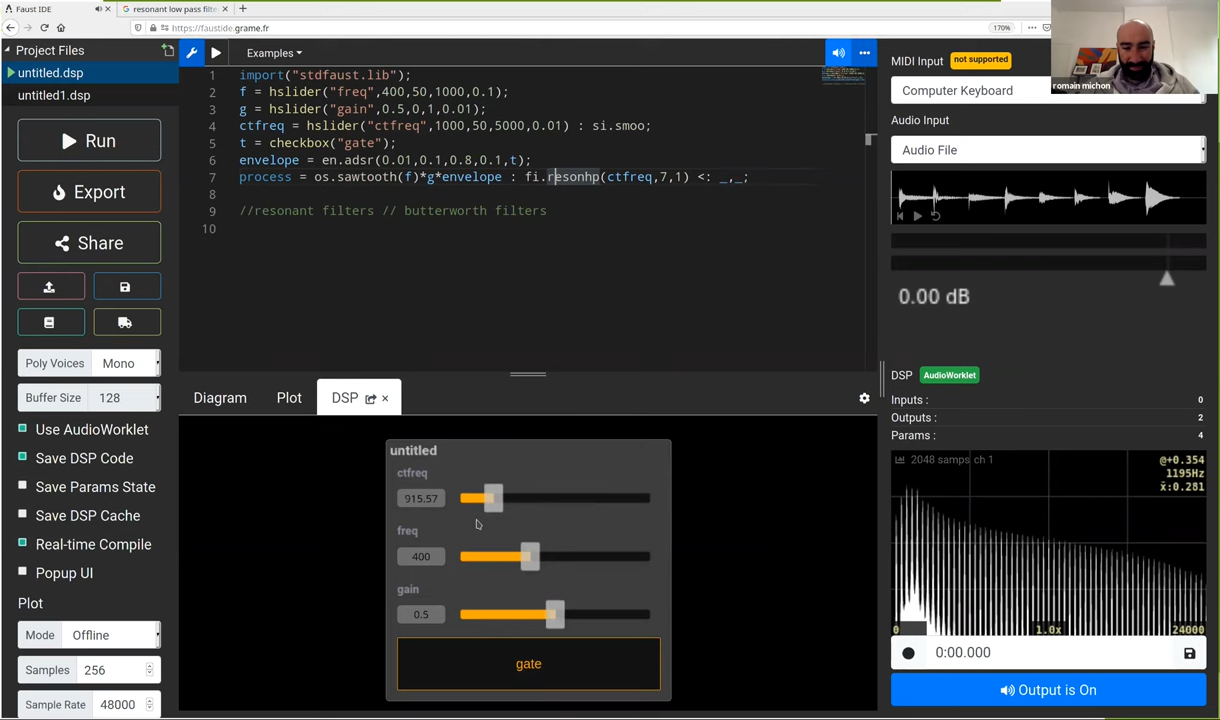 Faust IDE
resonant low pass filte
https://faustide.grame.fr
170%
Project Files
untitled.dsp
untitled1.dsp
Run
Export
Share
Poly Voices Mono
Buffer Size 128
Use AudioWorklet
Save DSP Code
Save Params State
Save DSP Cache
Real-time Compile
Popup UI
Plot
Mode Offline
Samples 256
Sample Rate 48000
Examples
1 import("stdfaust.lib");
2 f = hslider("freq",400,50,1000,0.1);
3 g = hslider("gain",0.5,0,1,0.01);
4 ctfreq = hslider("ctfreq",1000,50,5000,0.01) : si.smoo;
5 t = checkbox("gate");
6 envelope = en.adsr(0.01,0.1,0.8,0.1,t);
7 process = os.sawtooth(f)*g*envelope : fi.resonhp(ctfreq,7,1) <: _,_;
8
9 //resonant filters // butterworth filters
10
Diagram Plot DSP
untitled
ctfreq
915.57
freq
400
gain
0.5
gate
MIDI Input not supported
Computer Keyboard
romain michon
Audio Input
Audio File
0.00 dB
DSP AudioWorklet
Inputs : 0
Outputs : 2
Params : 4
2048 samps ch 1
@+0.354
1195Hz
x̄:0.281
0 1.0x 24000
0:00.000
Output is On